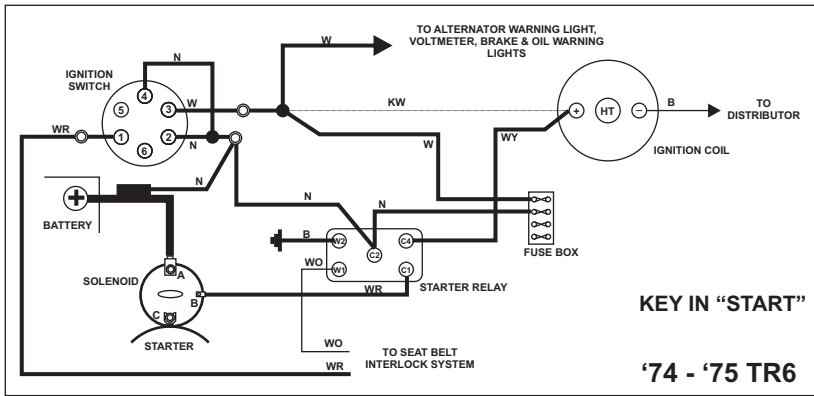 TO ALTERNATOR WARNING LIGHT,
VOLTMETER, BRAKE & OIL WARNING
LIGHTS
W
N
IGNITION
SWITCH
4
5
3
W
KW
+
HT
−
B
TO
DISTRIBUTOR
WR
1
2
N
6
W
WY
IGNITION COIL
N
+
BATTERY
N
N
FUSE BOX
B
W2
C2
C4
WO
W1
C1
STARTER RELAY
A
SOLENOID
B
WR
C
STARTER
KEY IN “START”
WO
TO SEAT BELT
INTERLOCK SYSTEM
WR
‘74 - ‘75 TR6